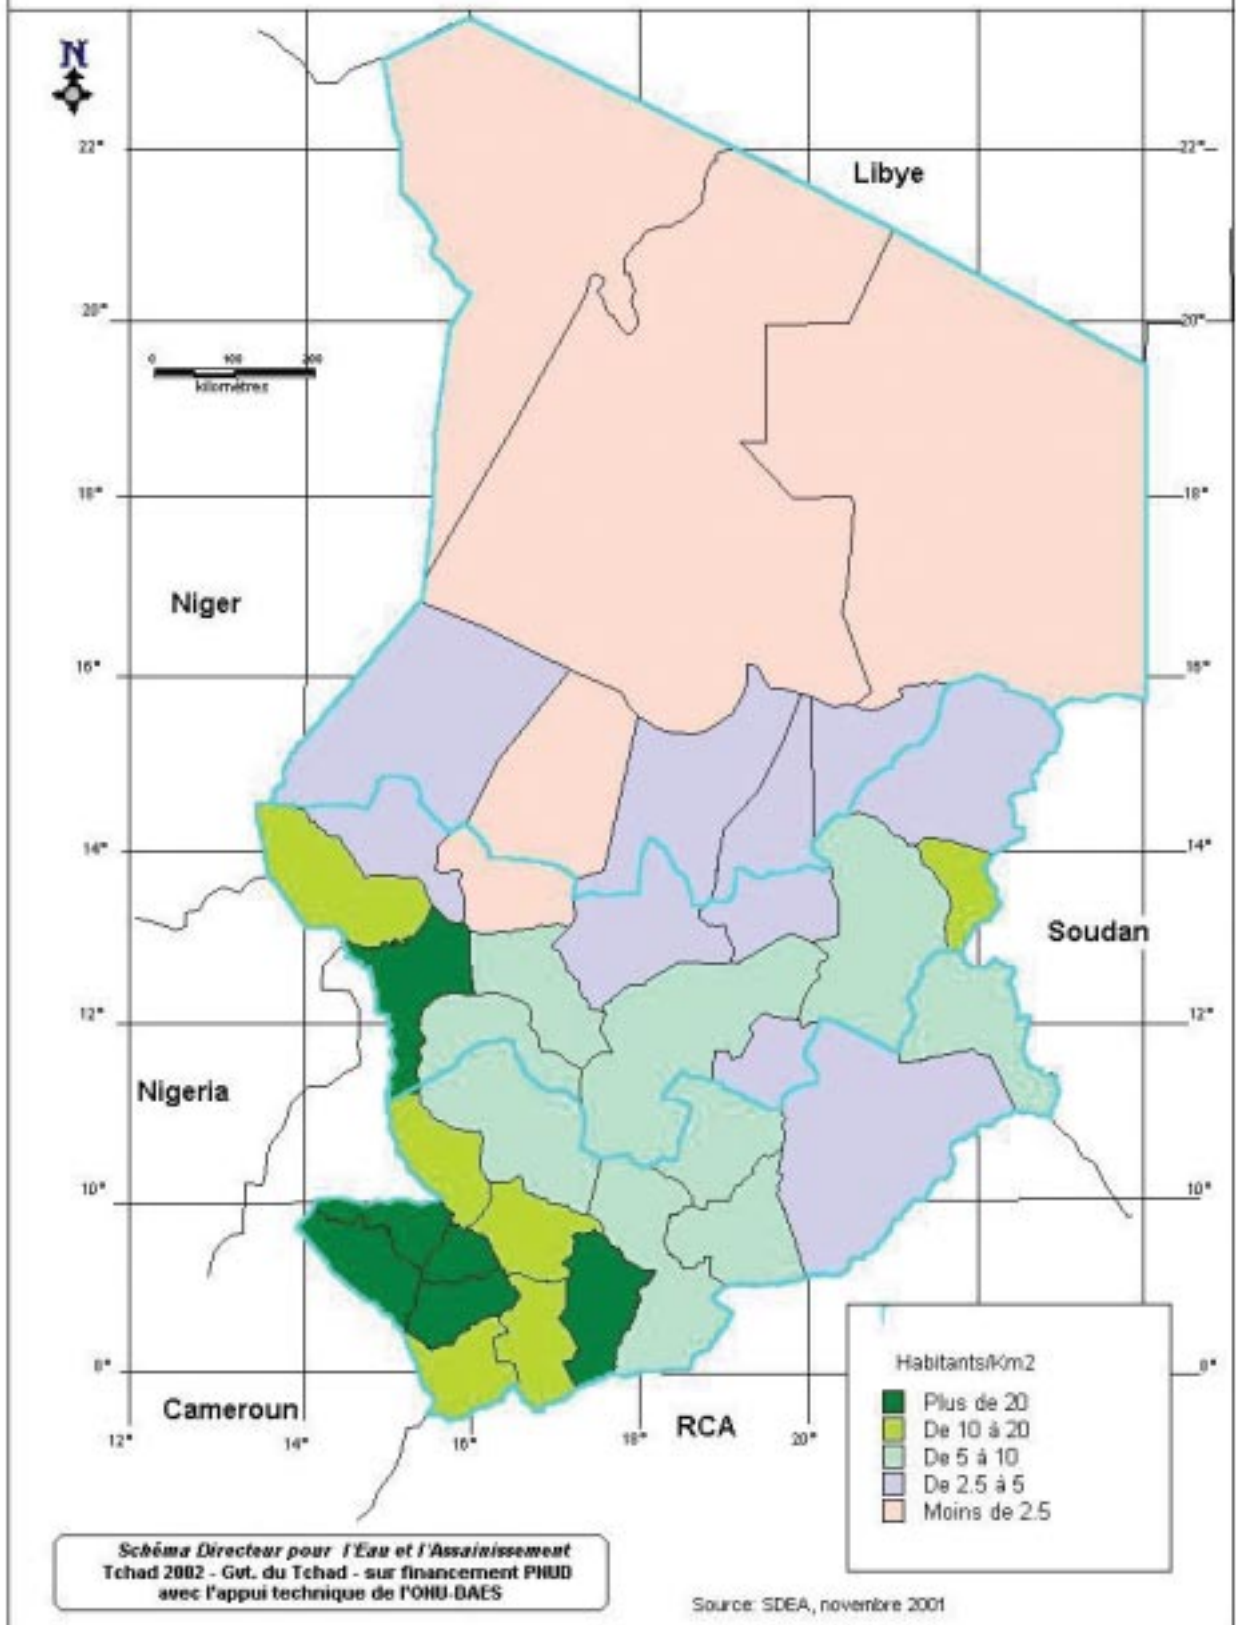 N
22°
22°
Libye
20°
20°
0 100 200
kilomètres
18°
18°
Niger
16°
16°
14°
14°
Soudan
12°
12°
Nigeria
10°
10°
8°
8°
Cameroun
RCA
12°
14°
16°
18°
20°
Habitants/Km2
Plus de 20
De 10 à 20
De 5 à 10
De 2.5 à 5
Moins de 2.5
Schéma Directeur pour l'Eau et l'Assainissement
Tchad 2002 - Gvt. du Tchad - sur financement PNUD
avec l'appui technique de l'ONU-DAES
Source: SDEA, novembre 2001